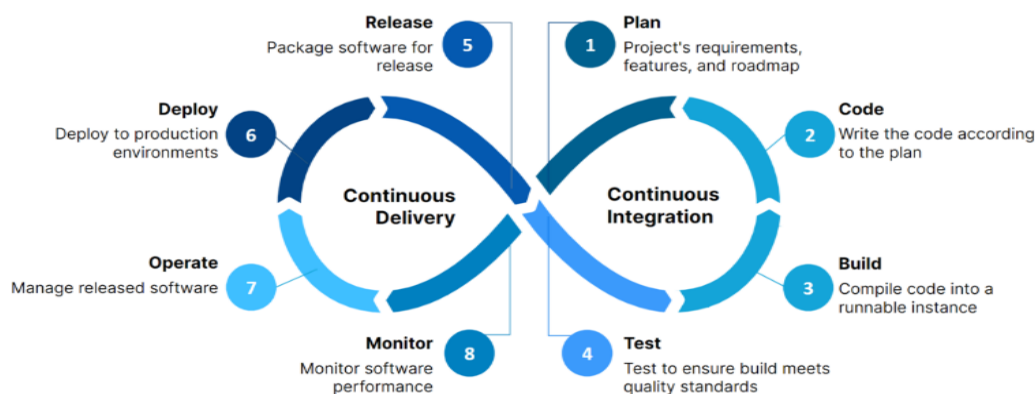 Release
Package software for
release
5
1
Plan
Project's requirements,
features, and roadmap
Deploy
Deploy to production
environments
6
2
Code
Write the code according
to the plan
Continuous
Delivery
Continuous
Integration
Operate
Manage released software
7
3
Build
Compile code into a
runnable instance
Monitor
Monitor software
performance
8
4
Test
Test to ensure build meets
quality standards